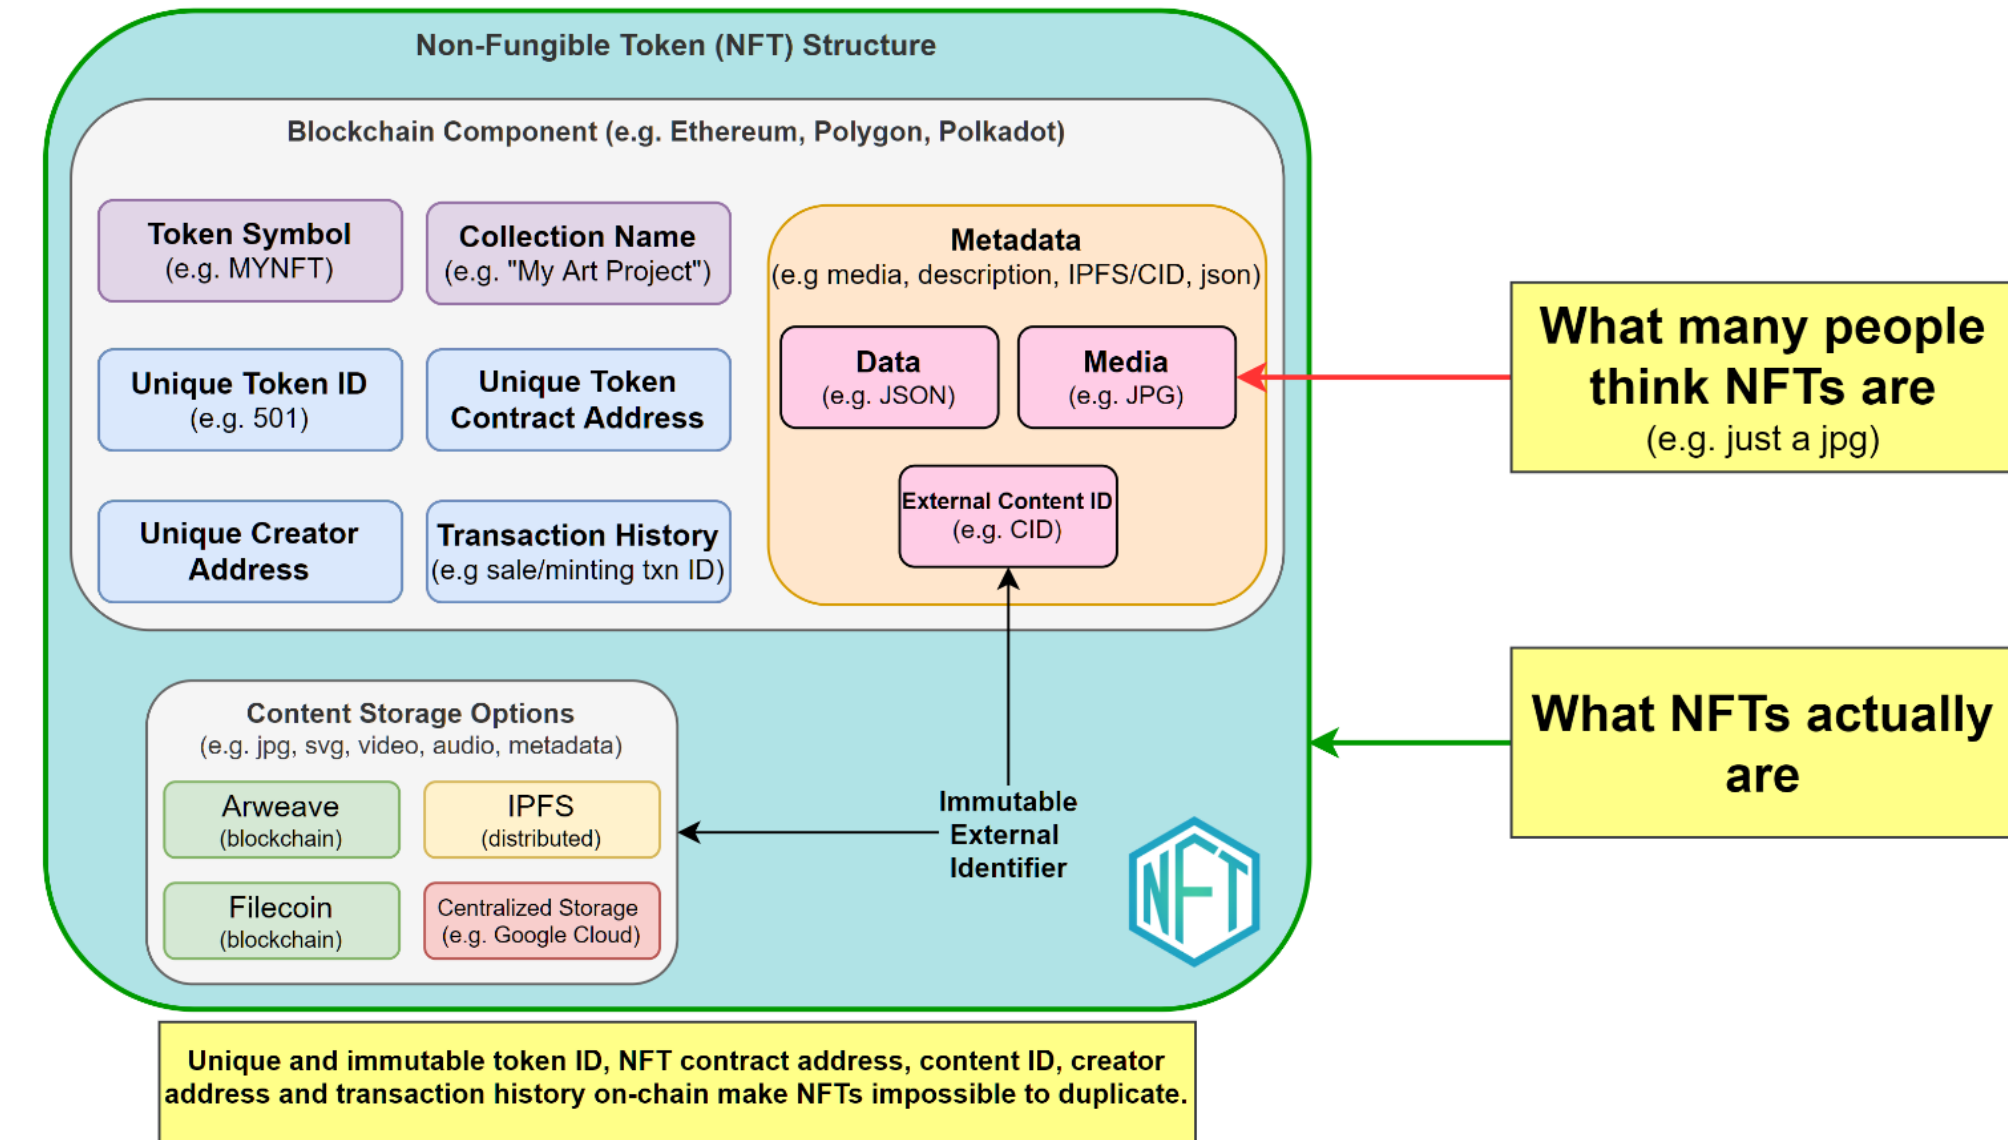 Non-Fungible Token (NFT) Structure
Blockchain Component (e.g. Ethereum, Polygon, Polkadot)
Token Symbol
(e.g. MYNFT)
Collection Name
(e.g. "My Art Project")
Unique Token ID
(e.g. 501)
Unique Token
Contract Address
Unique Creator
Address
Transaction History
(e.g sale/minting txn ID)
Metadata
(e.g media, description, IPFS/CID, json)
Data
(e.g. JSON)
Media
(e.g. JPG)
External Content ID
(e.g. CID)
What many people
think NFTs are
(e.g. just a jpg)
What NFTs actually
are
Content Storage Options
(e.g. jpg, svg, video, audio, metadata)
Arweave
(blockchain)
IPFS
(distributed)
Filecoin
(blockchain)
Centralized Storage
(e.g. Google Cloud)
Immutable
External
Identifier
NFT
Unique and immutable token ID, NFT contract address, content ID, creator
address and transaction history on-chain make NFTs impossible to duplicate.